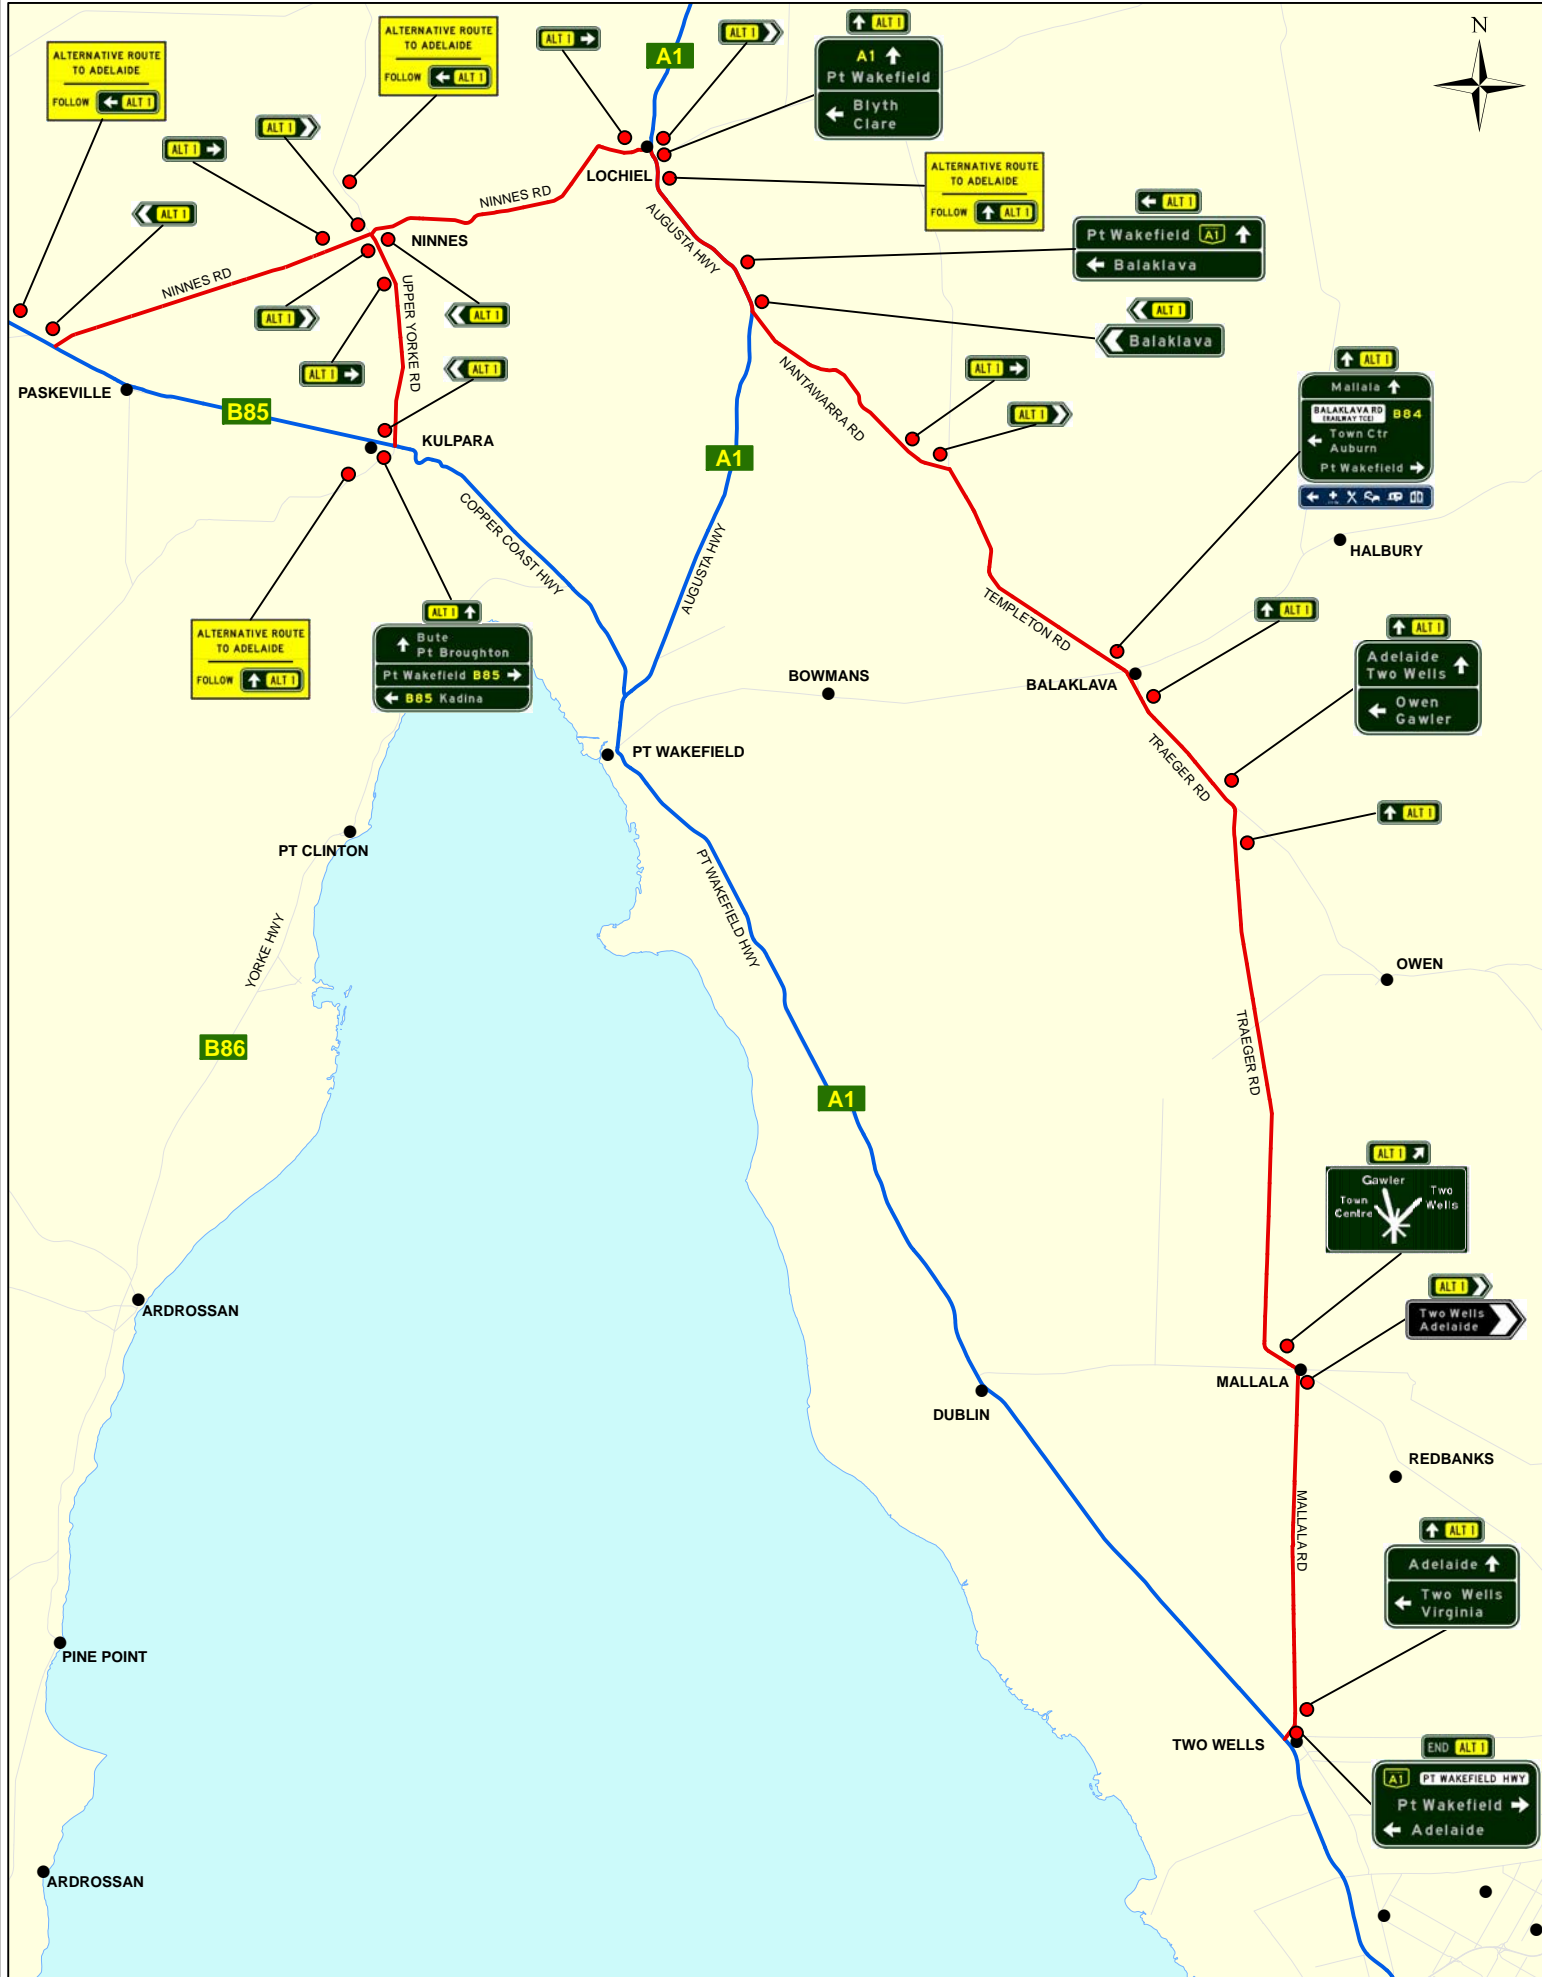 N
ALTERNATIVE ROUTE
TO ADELAIDE
FOLLOW ALT 1
ALTERNATIVE ROUTE
TO ADELAIDE
FOLLOW ALT 1
ALT 1
ALT 1
A1
ALT 1
A1
Pt Wakefield
Blyth
Clare
ALT 1
ALT 1
ALT 1
LOCHIEL
ALTERNATIVE ROUTE
TO ADELAIDE
FOLLOW ALT 1
NINNES RD
AUGUSTA HWY
ALT 1
Pt Wakefield A1
Balaklava
NINNES
NINNES RD
UPPER YORKE RD
ALT 1
ALT 1
ALT 1
ALT 1
ALT 1
Balaklava
PASKEVILLE
B85
KULPARA
NANTAWARRA RD
ALT 1
ALT 1
ALT 1
Mallala
BALAKLAVA RD
(RAILWAY TCE)
B84
Town Ctr
Auburn
Pt Wakefield
A1
COPPER COAST HWY
AUGUSTA HWY
HALBURY
ALTERNATIVE ROUTE
TO ADELAIDE
FOLLOW ALT 1
ALT 1
Bute
Pt Broughton
Pt Wakefield B85
B85 Kadina
TEMPLETON RD
ALT 1
ALT 1
Adelaide
Two Wells
Owen
Gawler
BOWMANS
BALAKLAVA
PT WAKEFIELD
TRAEGER RD
ALT 1
PT CLINTON
PT WAKEFIELD HWY
YORKE HWY
OWEN
B86
TRAEGER RD
A1
ALT 1
Gawler
Town
Centre
Two
Wells
ARDROSSAN
ALT 1
Two Wells
Adelaide
MALLALA
DUBLIN
REDBANKS
MALLALA RD
ALT 1
Adelaide
Two Wells
Virginia
PINE POINT
TWO WELLS
END ALT 1
A1 PT WAKEFIELD HWY
Pt Wakefield
Adelaide
ARDROSSAN